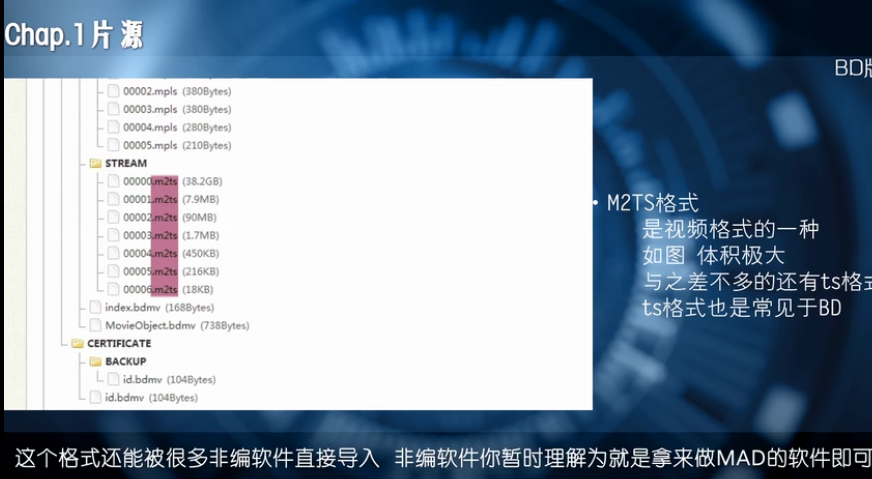 Chap.1片源
BD版
00002.mpls (380Bytes)
00003.mpls (380Bytes)
00004.mpls (280Bytes)
00005.mpls (210Bytes)
STREAM
00000.m2ts (38.2GB)
00001.m2ts (7.9MB)
00002.m2ts (90MB)
00003.m2ts (1.7MB)
00004.m2ts (450KB)
00005.m2ts (216KB)
00006.m2ts (18KB)
index.bdmv (168Bytes)
MovieObject.bdmv (738Bytes)
CERTIFICATE
BACKUP
id.bdmv (104Bytes)
id.bdmv (104Bytes)
• M2TS格式
是视频格式的一种
如图 体积极大
与之差不多的还有ts格式
ts格式也是常见于BD
这个格式还能被很多非编软件直接导入 非编软件你暂时理解为就是拿来做MAD的软件即可